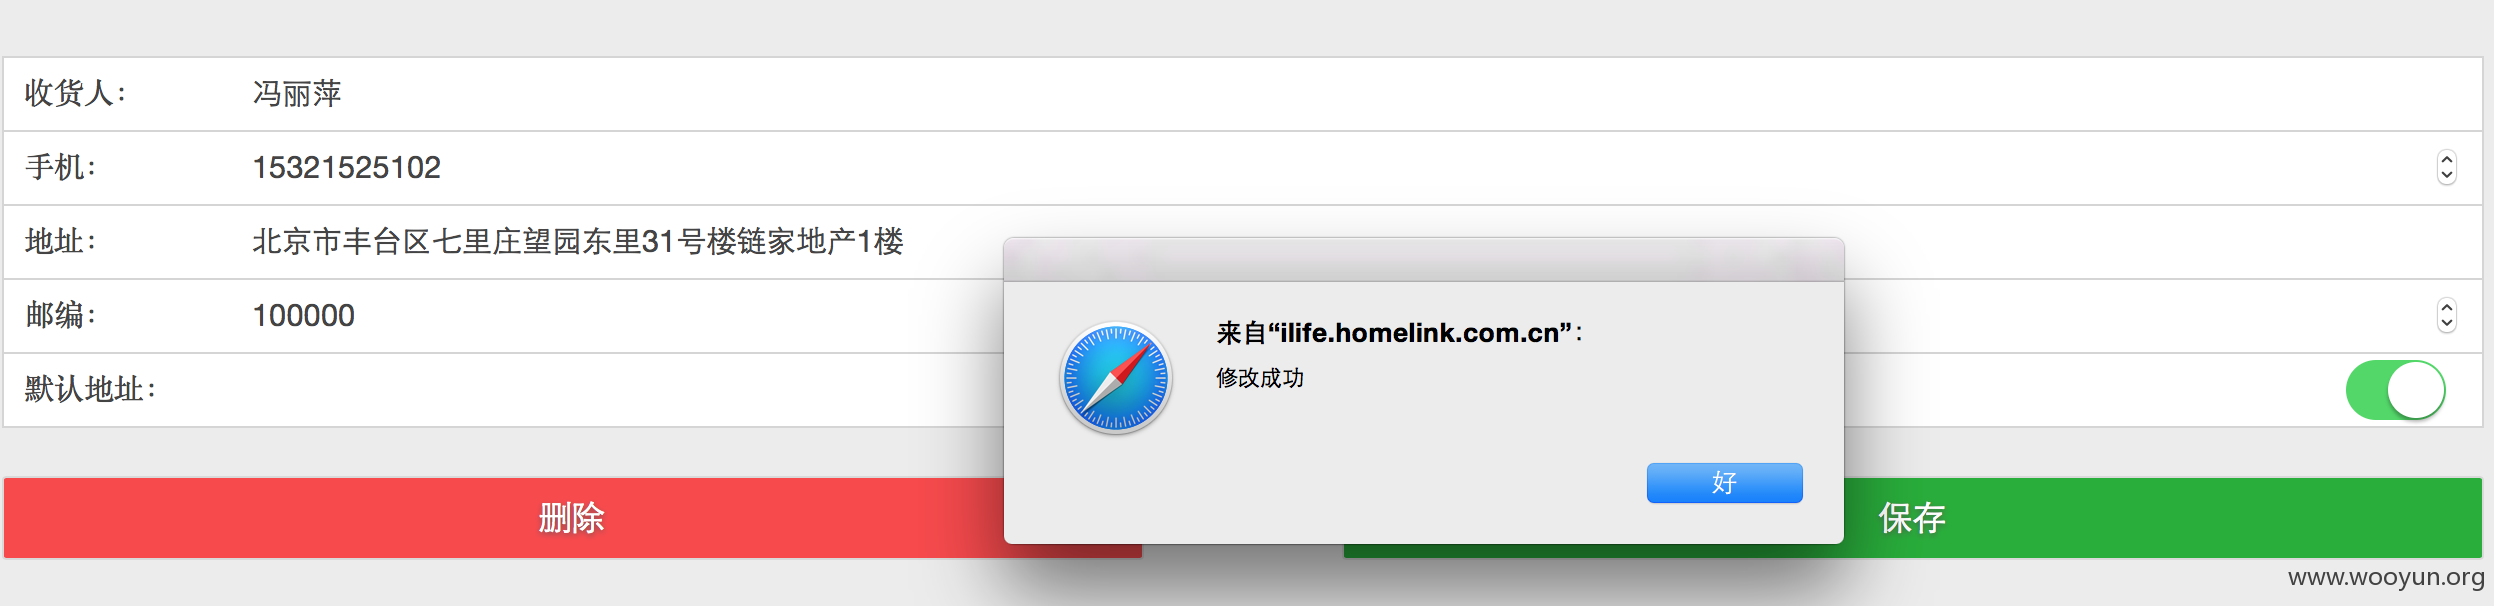 收货人： 冯丽萍
手机： 15321525102
地址： 北京市丰台区七里庄望园东里31号楼链家地产1楼
邮编： 100000
默认地址：
来自“ilife.homelink.com.cn”：
修改成功
好
删除
保存
www.wooyun.org